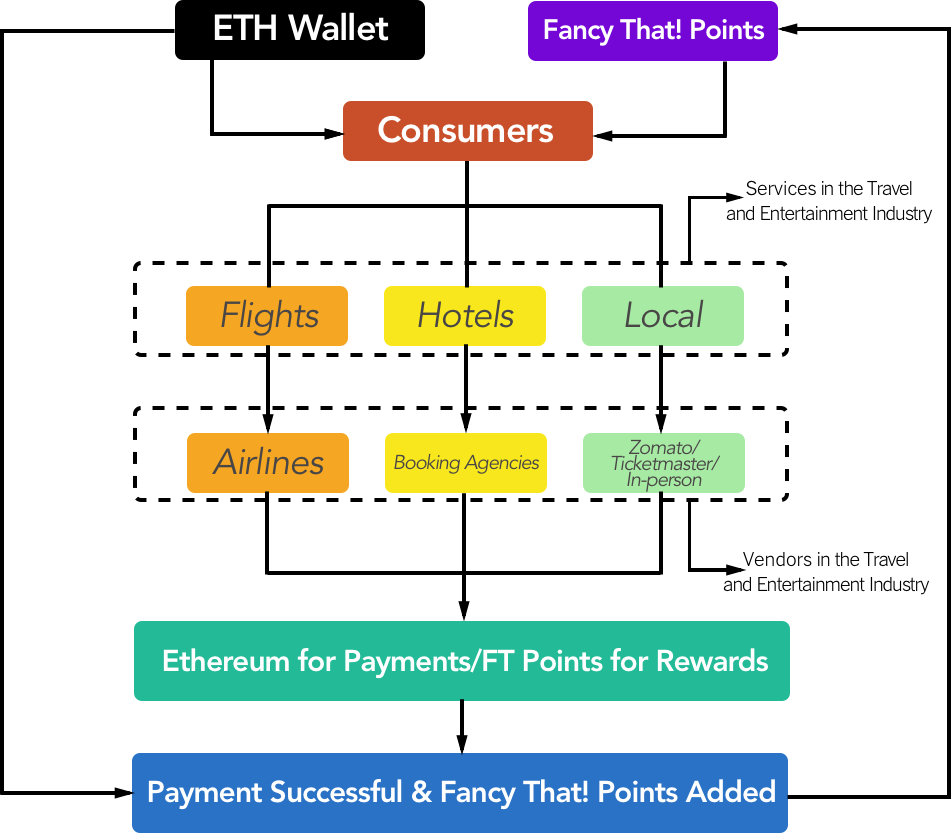 ETH Wallet
Fancy That! Points
Consumers
Services in the Travel
and Entertainment Industry
Flights
Hotels
Local
Airlines
Booking Agencies
Zomato/
Ticketmaster/
In-person
Vendors in the Travel
and Entertainment Industry
Ethereum for Payments/FT Points for Rewards
Payment Successful & Fancy That! Points Added